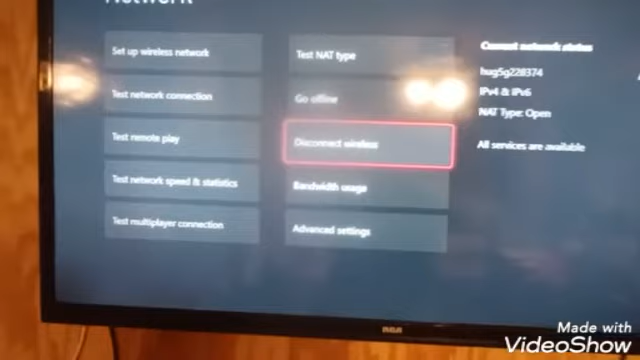 Network
Set up wireless network
Test network connection
Test remote play
Test network speed & statistics
Test multiplayer connection
Test NAT type
Go offline
Disconnect wireless
Bandwidth usage
Advanced settings
Current network status
hug5g228374
IPv4 & IPv6
NAT Type: Open
All services are available
RCA
Made with
VideoShow